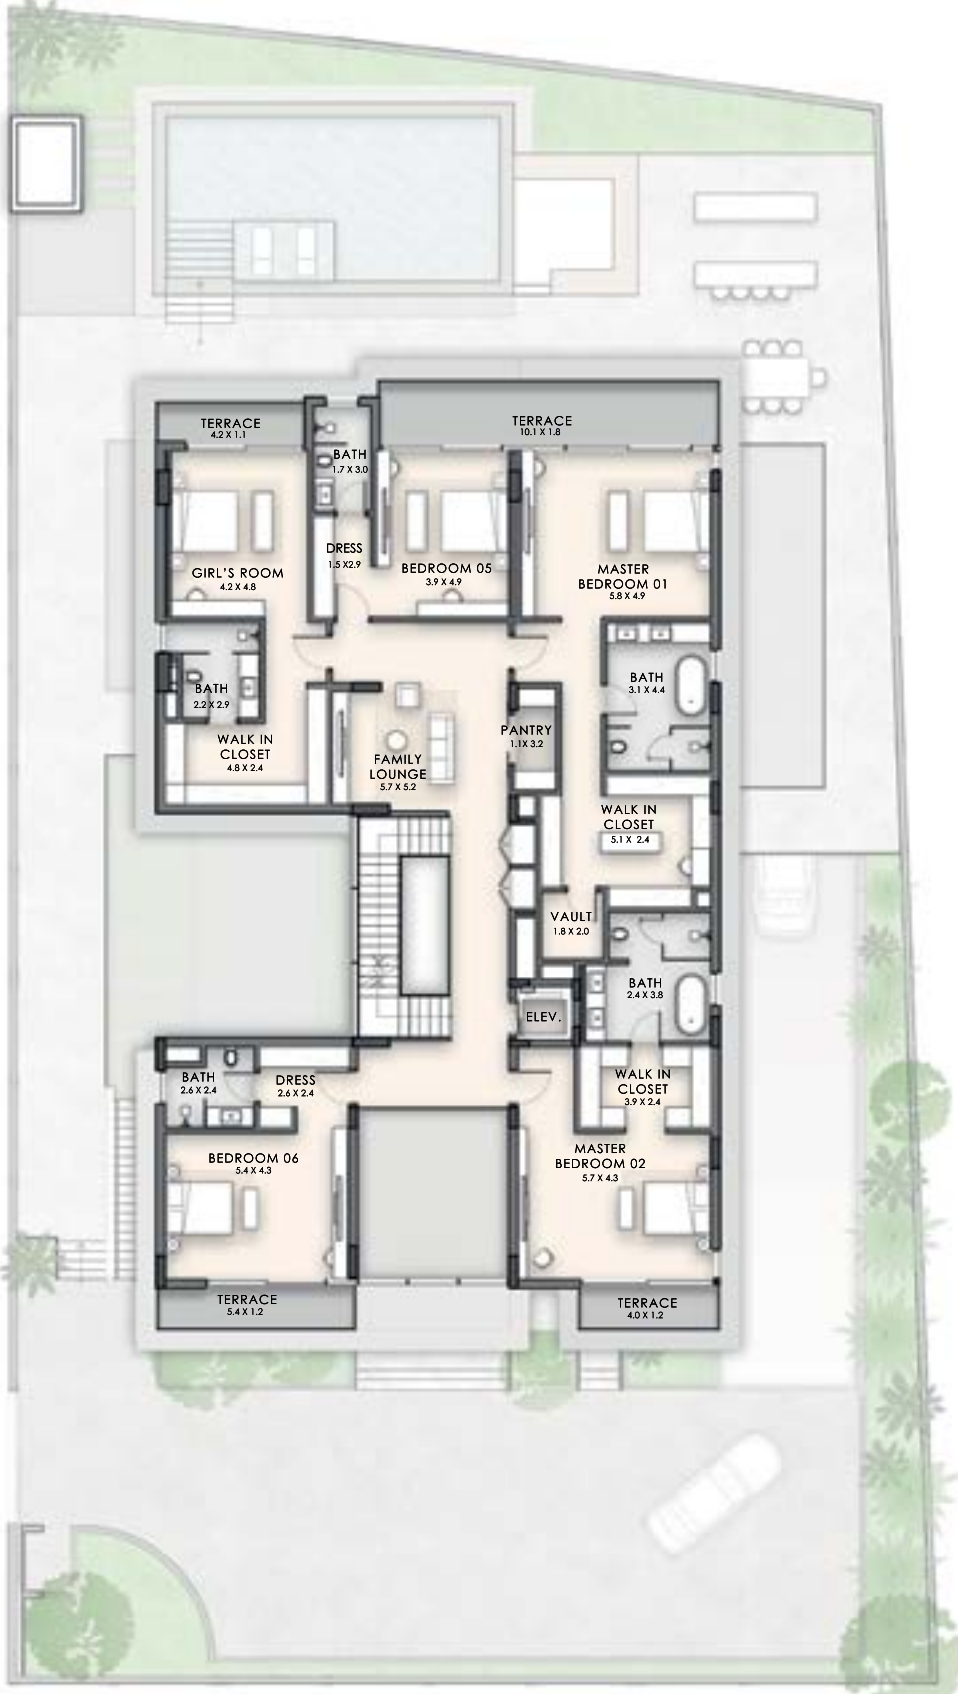 TERRACE
4.2 X 1.1
TERRACE
10.1 X 1.8
BATH
1.7 X 3.0
DRESS
1.5 X2.9
GIRL'S ROOM
4.2 X 4.8
BEDROOM 05
3.9 X 4.9
MASTER
BEDROOM 01
5.8 X 4.9
BATH
2.2 X 2.9
BATH
3.1 X 4.4
WALK IN
CLOSET
4.8 X 2.4
FAMILY
LOUNGE
5.7 X 5.2
PANTRY
1.1X 3.2
WALK IN
CLOSET
5.1 X 2.4
VAULT
1.8 X 2.0
BATH
2.4 X 3.8
ELEV.
BATH
2.6 X 2.4
DRESS
2.6 X 2.4
WALK IN
CLOSET
3.9 X 2.4
BEDROOM 06
5.4 X 4.3
MASTER
BEDROOM 02
5.7 X 4.3
TERRACE
5.4 X 1.2
TERRACE
4.0 X 1.2